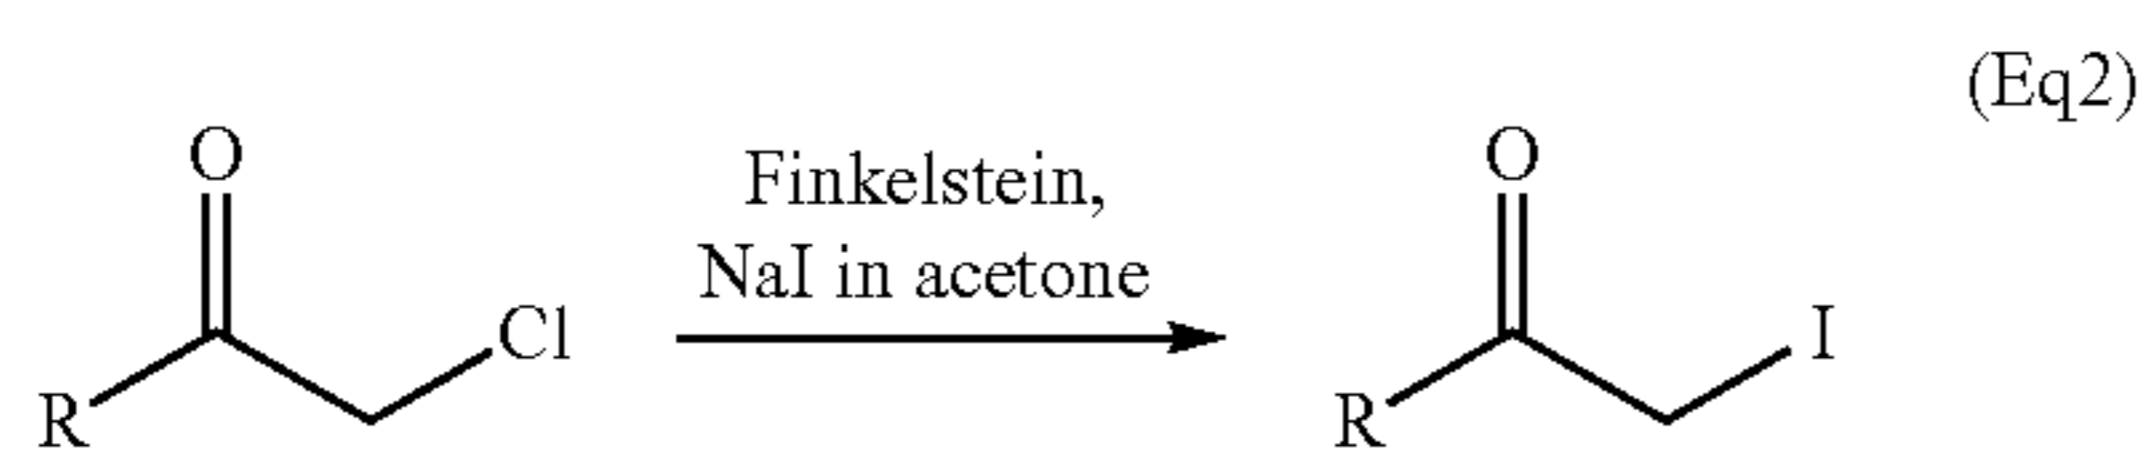 (Eq2)
O
Finkelstein,
NaI in acetone
Cl
R
O
I
R